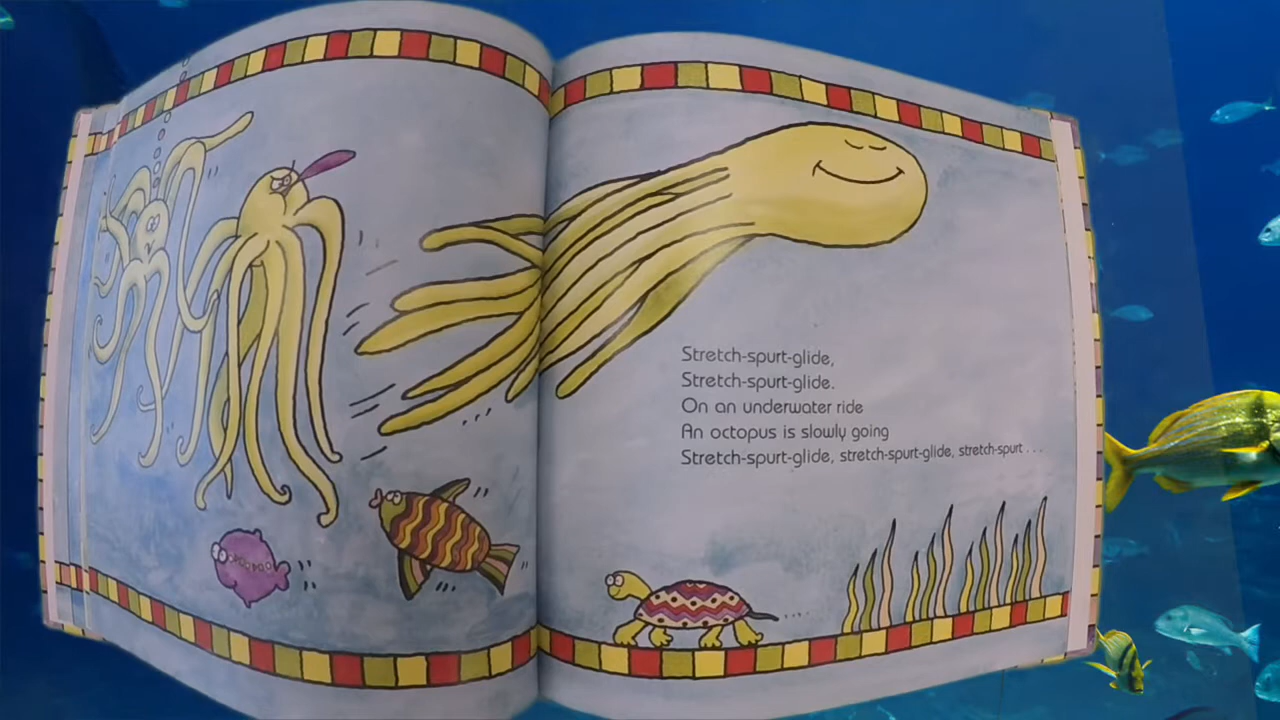 Stretch-spurt-glide,
Stretch-spurt-glide.
On an underwater ride
An octopus is slowly going
Stretch-spurt-glide, stretch-spurt-glide, stretch-spurt . . .